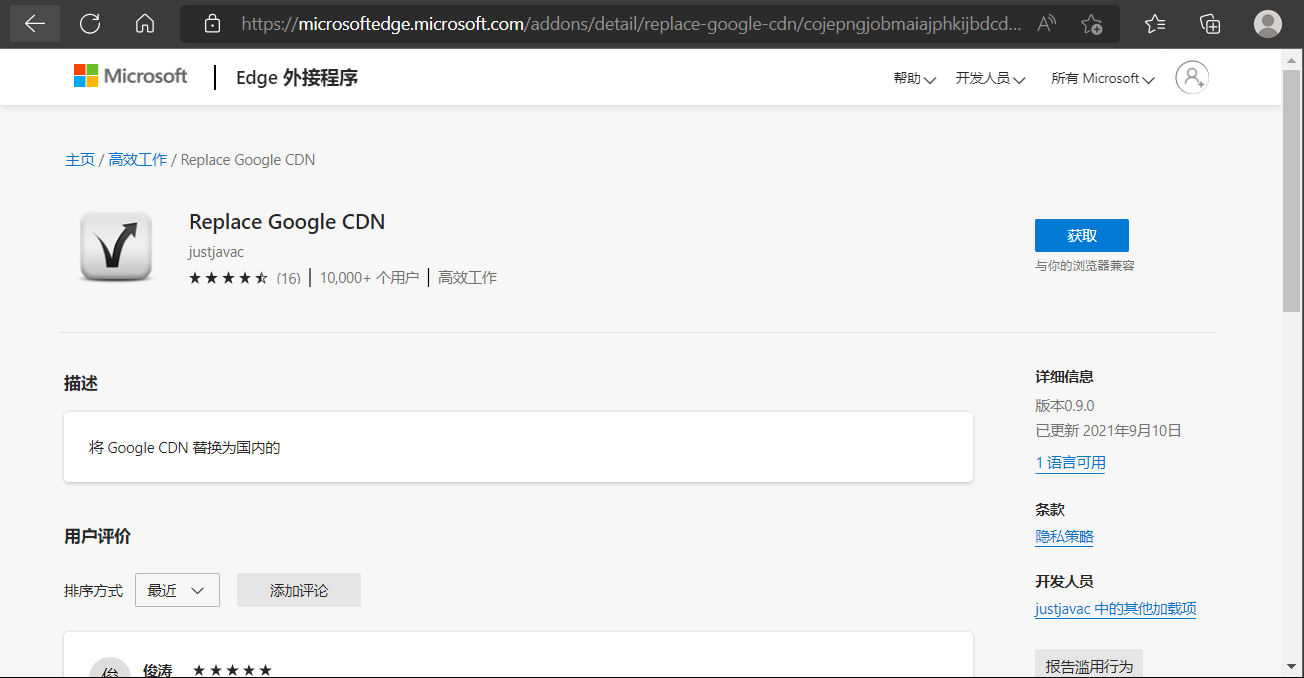 https://microsoftedge.microsoft.com/addons/detail/replace-google-cdn/cojepngjobmaiajphkijbdcd...
Microsoft | Edge 外接程序 帮助 开发人员 所有 Microsoft
主页 / 高效工作 / Replace Google CDN
Replace Google CDN
justjavac
(16) | 10,000+ 个用户 | 高效工作
获取
与你的浏览器兼容
描述
将 Google CDN 替换为国内的
用户评价
排序方式 最近 添加评论
俊 俊涛
详细信息
版本0.9.0
已更新 2021年9月10日
1 语言可用
条款
隐私策略
开发人员
justjavac 中的其他加载项
报告滥用行为